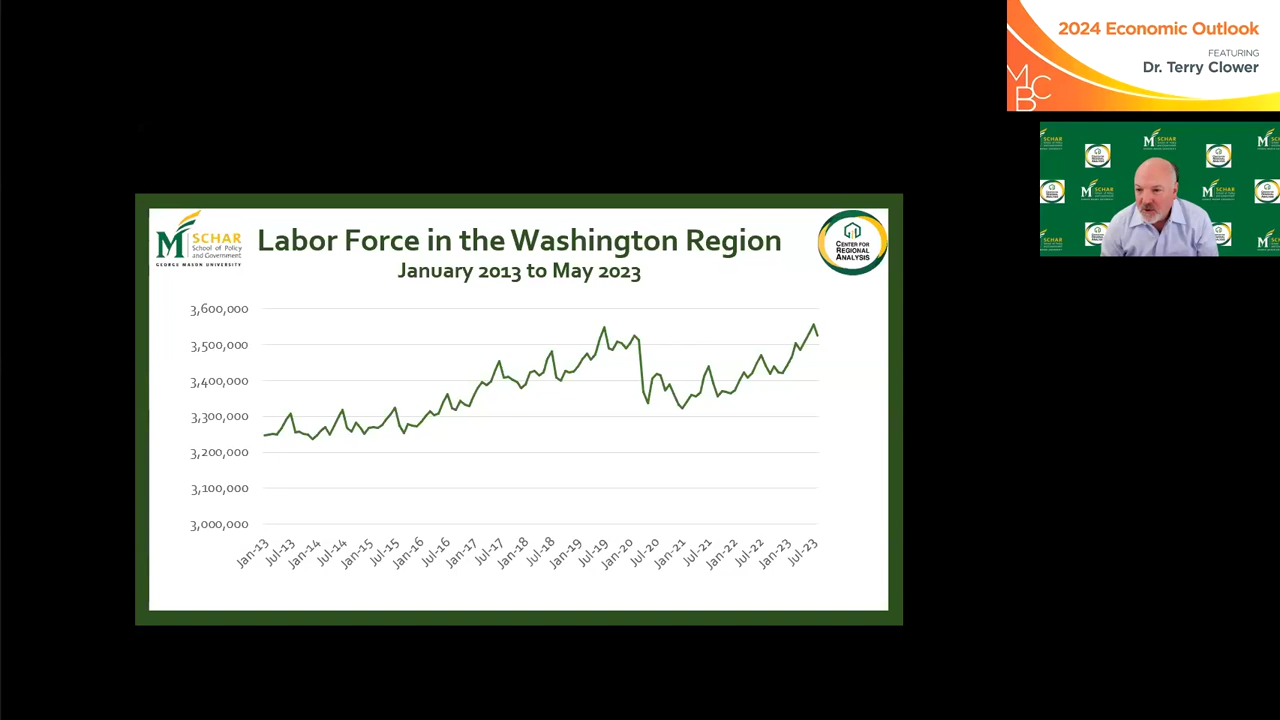 2024 Economic Outlook
FEATURING
Dr. Terry Clower
MCB
SCHAR
School of Policy
and Government
GEORGE MASON UNIVERSITY
Labor Force in the Washington Region
January 2013 to May 2023
CENTER FOR
REGIONAL
ANALYSIS
3,600,000
3,500,000
3,400,000
3,300,000
3,200,000
3,100,000
3,000,000
Jan-13
Jul-13
Jan-14
Jul-14
Jan-15
Jul-15
Jan-16
Jul-16
Jan-17
Jul-17
Jan-18
Jul-18
Jan-19
Jul-19
Jan-20
Jul-20
Jan-21
Jul-21
Jan-22
Jul-22
Jan-23
Jul-23
SCHAR
SCHAR
SCHAR
SCHAR